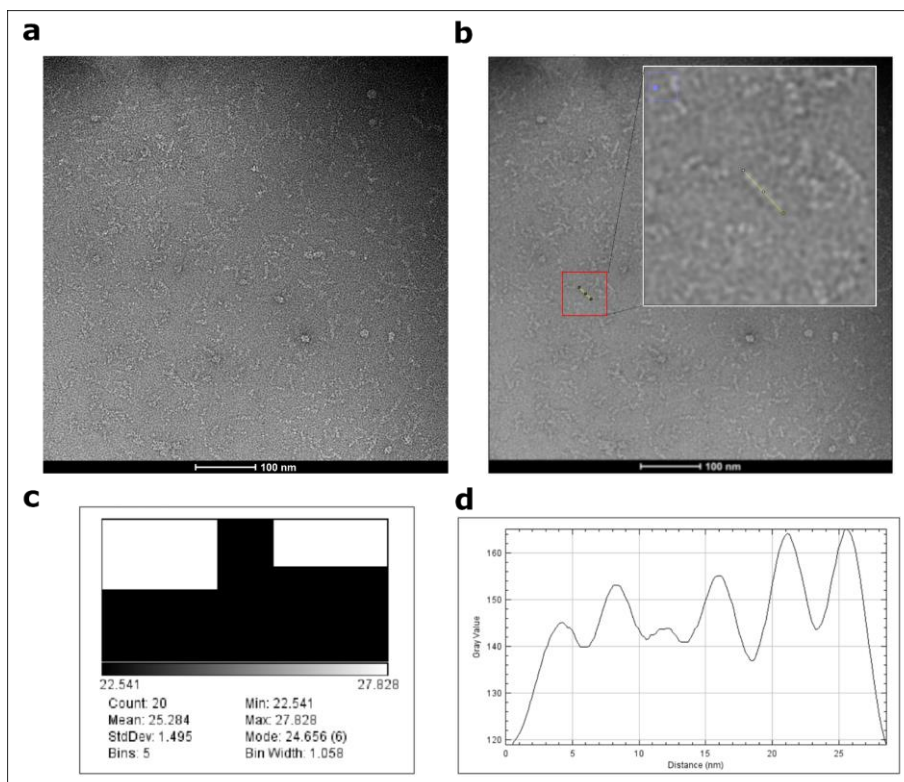 a
b
100 nm
100 nm
c
d
22.541
27.828
Count: 20
Min: 22.541
Mean: 25.284
Max: 27.828
StdDev: 1.495
Mode: 24.656 (6)
Bins: 5
Bin Width: 1.058
160
150
140
130
120
Gray Value
0
5
10
15
20
25
Distance (nm)